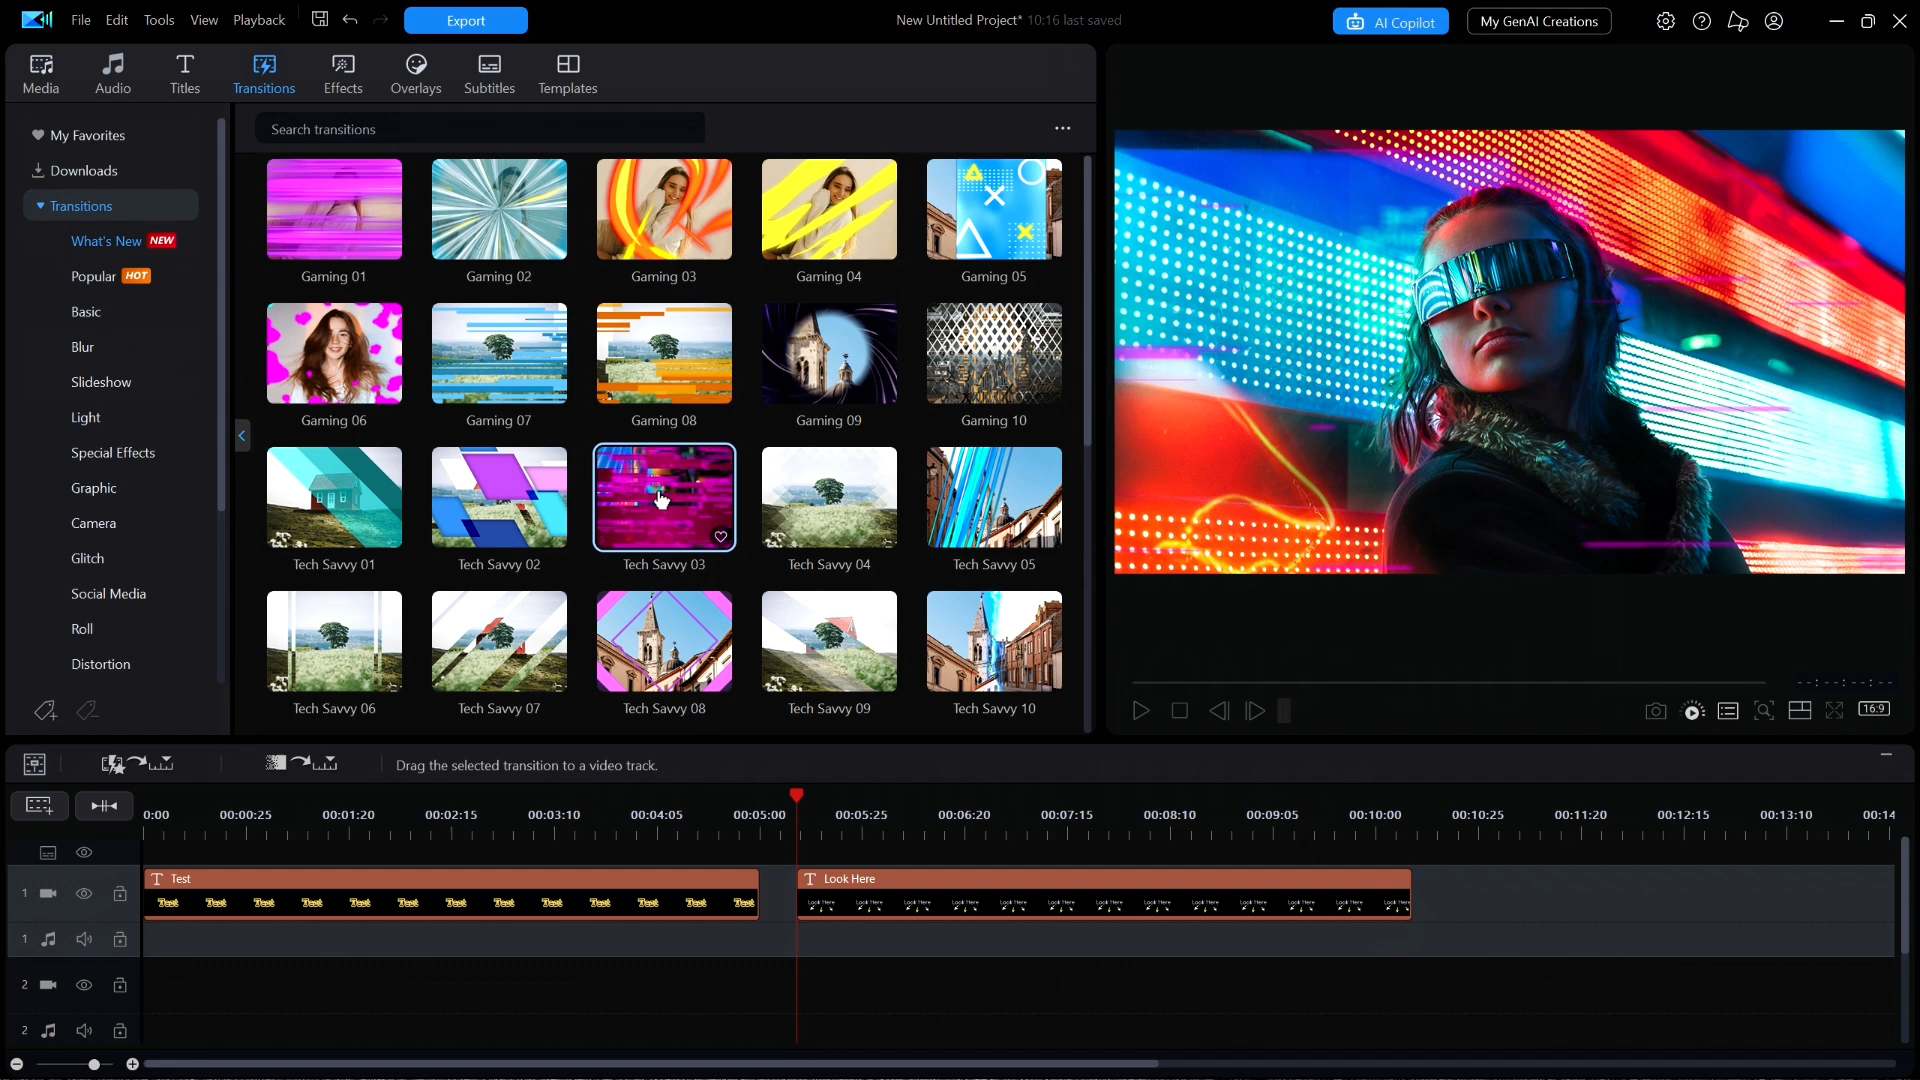 File Edit Tools View Playback Export New Untitled Project* 10:16 last saved AI Copilot My GenAI Creations
Media Audio Titles Transitions Effects Overlays Subtitles Templates
My Favorites
Downloads
Transitions
What's New NEW
Popular HOT
Basic
Blur
Slideshow
Light
Special Effects
Graphic
Camera
Glitch
Social Media
Roll
Distortion
Search transitions
Gaming 01 Gaming 02 Gaming 03 Gaming 04 Gaming 05
Gaming 06 Gaming 07 Gaming 08 Gaming 09 Gaming 10
Tech Savvy 01 Tech Savvy 02 Tech Savvy 03 Tech Savvy 04 Tech Savvy 05
Tech Savvy 06 Tech Savvy 07 Tech Savvy 08 Tech Savvy 09 Tech Savvy 10
--:--:--:--
16:9
Drag the selected transition to a video track.
0:00 00:00:25 00:01:20 00:02:15 00:03:10 00:04:05 00:05:00 00:05:25 00:06:20 00:07:15 00:08:10 00:09:05 00:10:00 00:10:25 00:11:20 00:12:15 00:13:10 00:14
T Test T Look Here
1 Test Test Test Test Test Test Test Test Test Test Test Test Test Look Here Look Here Look Here Look Here Look Here Look Here Look Here Look Here Look Here Look Here Look Here Look Here Look Here
1
2
2